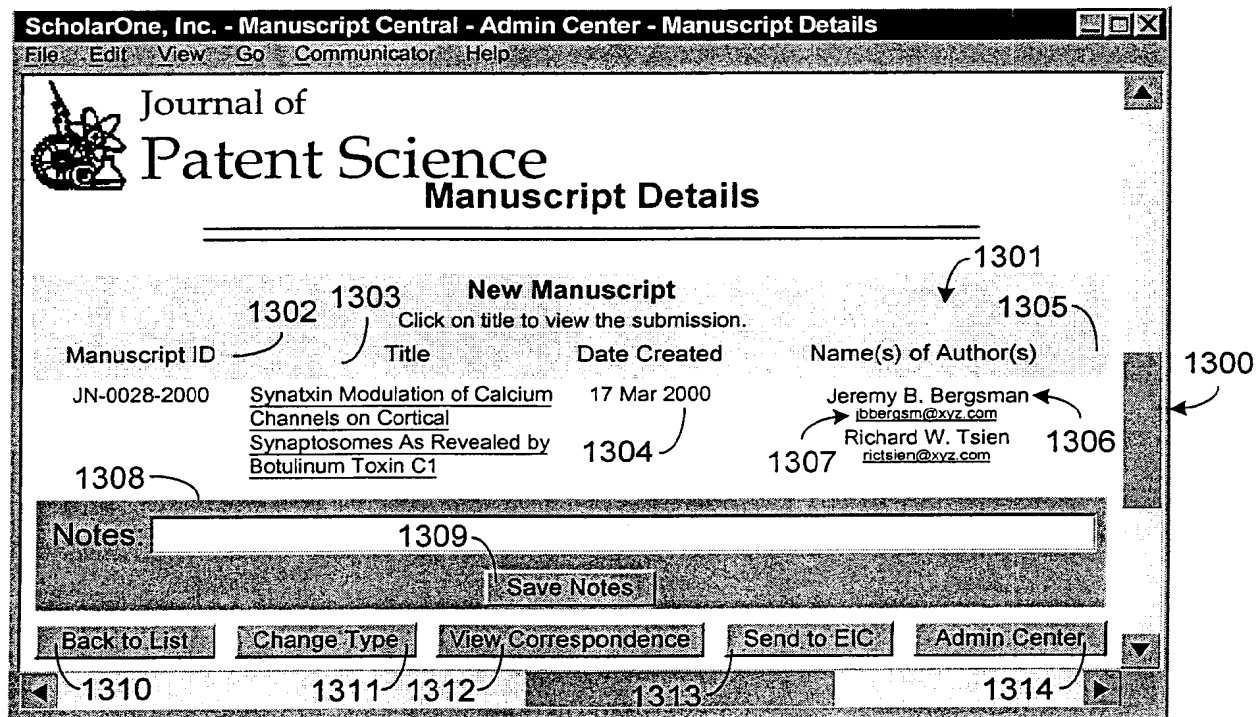 ScholarOne, Inc. - Manuscript Central - Admin Center - Manuscript Details
File Edit View Go Communicator Help
Journal of
Patent Science
Manuscript Details
1301
New Manuscript
1302 1303 1305
Click on title to view the submission.
Manuscript ID Title Date Created Name(s) of Author(s)
1300
JN-0028-2000 Synatxin Modulation of Calcium 17 Mar 2000 Jeremy B. Bergsman
Channels on Cortical jbbergsm@xyz.com
Synaptosomes As Revealed by 1304 1307 Richard W. Tsien 1306
Botulinum Toxin C1 rictsien@xyz.com
1308
Notes: 1309
Save Notes
Back to List Change Type View Correspondence Send to EIC Admin Center
1310 1311 1312 1313 1314